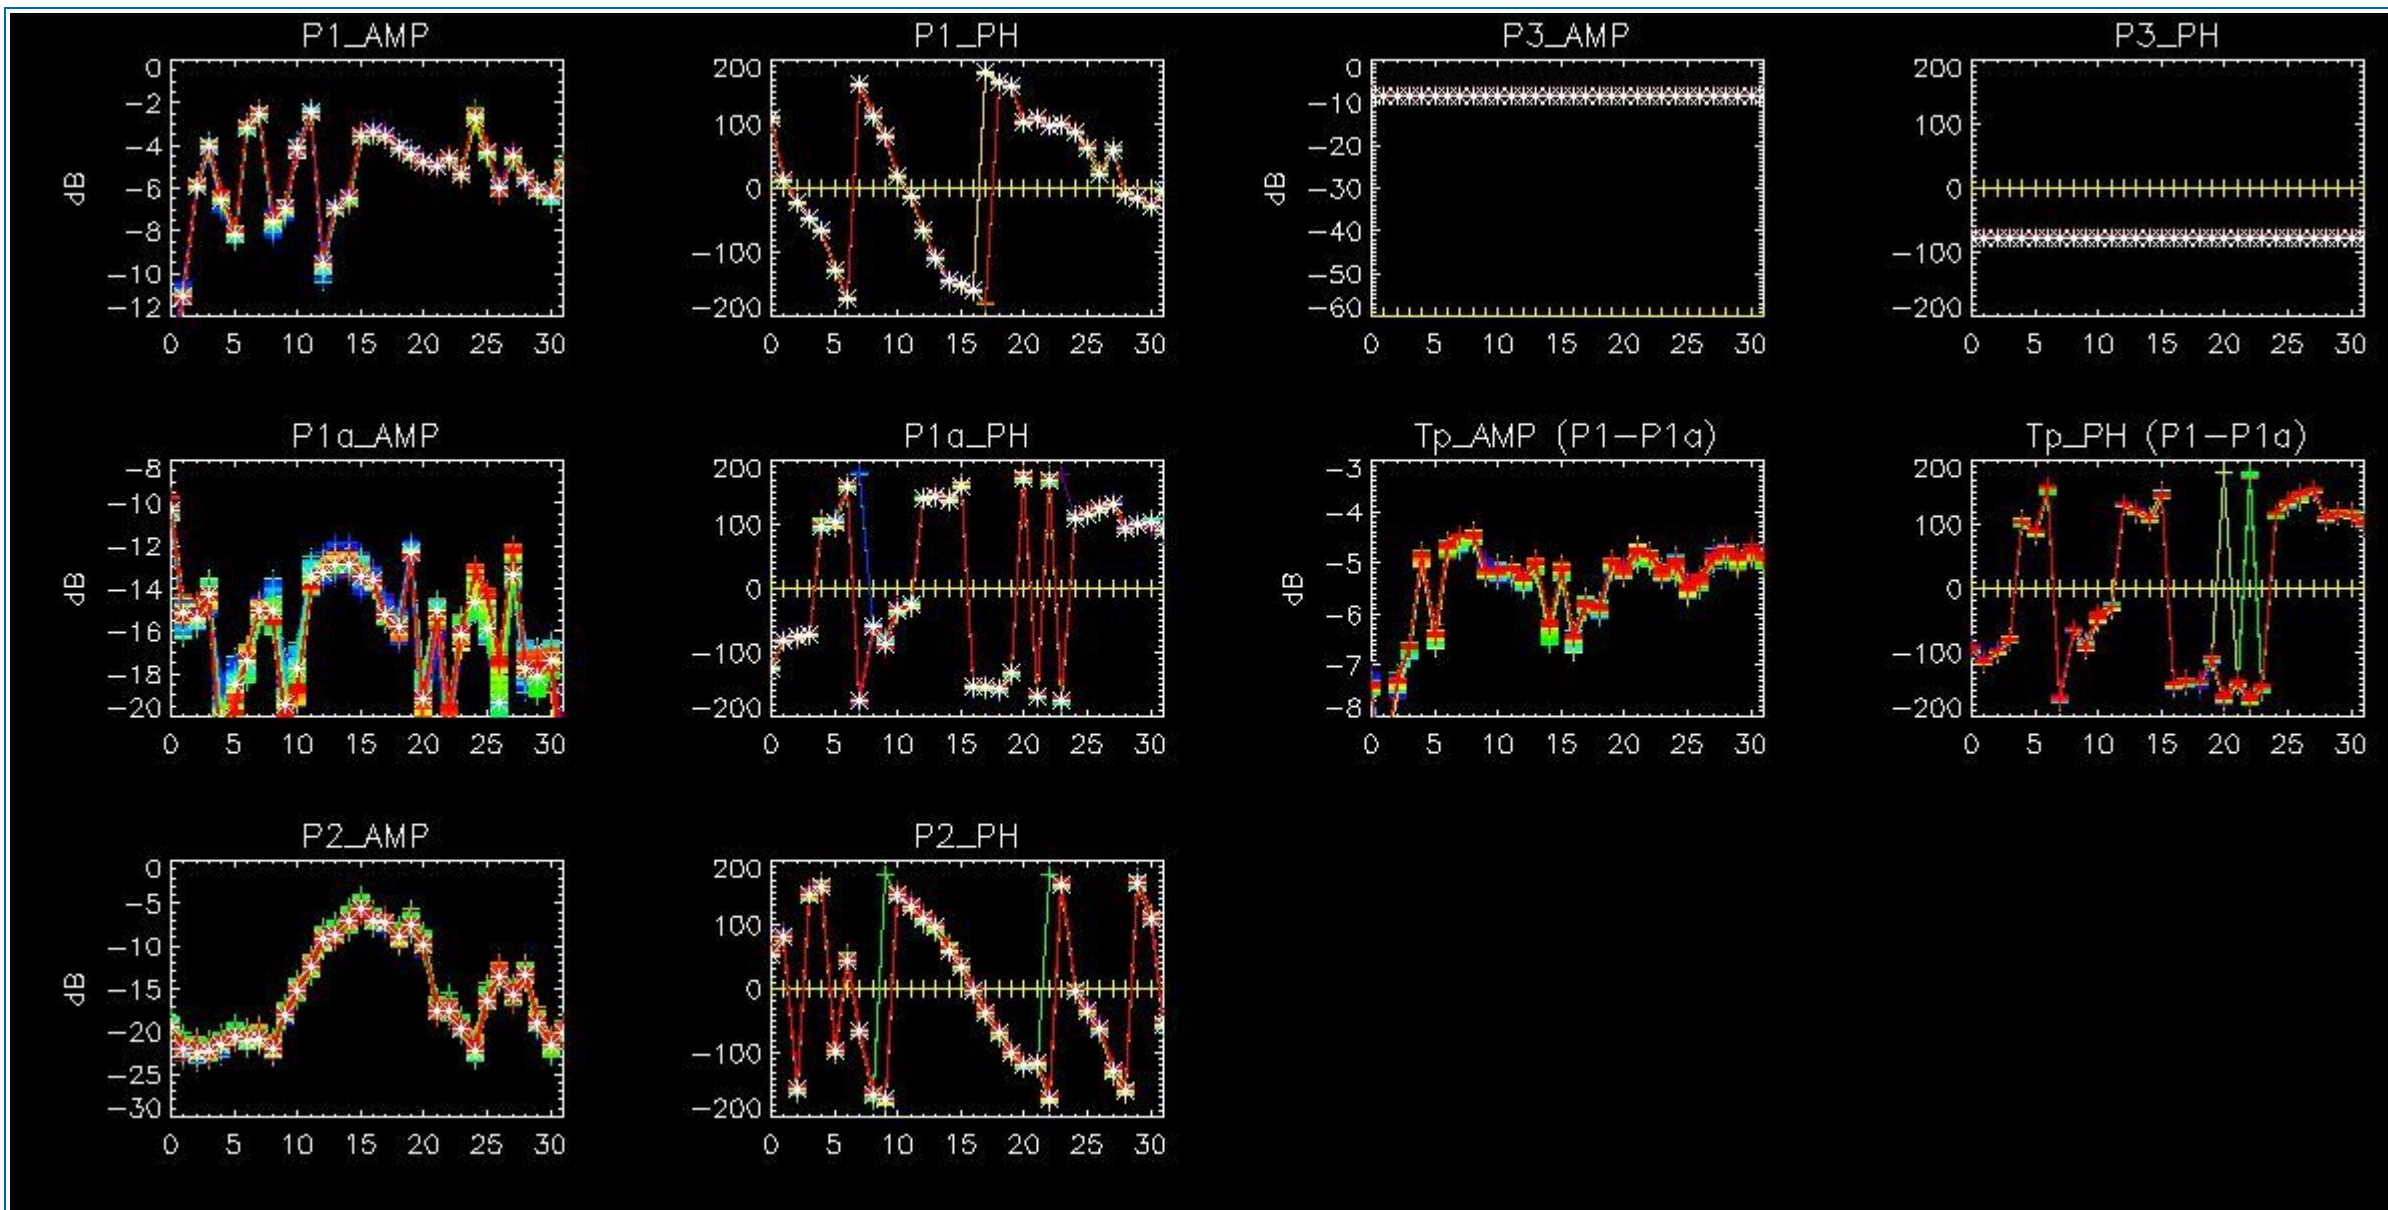 P1_AMP P1_PH P3_AMP P3_PH
0 200 0 200
-2 100 -10 100
-4 0 -20 0
-6 -100 -30 -100
-8 -200 -40 -200
-10 -50
-12 -60
dB dB
0 5 10 15 20 25 30 0 5 10 15 20 25 30 0 5 10 15 20 25 30 0 5 10 15 20 25 30
P1a_AMP P1a_PH Tp_AMP (P1-P1a) Tp_PH (P1-P1a)
-8 200 -3 200
-10 100 -4 100
-12 0 -5 0
-14 -100 -6 -100
-16 -200 -7 -200
-18 -8
-20
dB dB
0 5 10 15 20 25 30 0 5 10 15 20 25 30 0 5 10 15 20 25 30 0 5 10 15 20 25 30
P2_AMP P2_PH
0 200
-5 100
-10 0
-15 -100
-20 -200
-25
-30
dB
0 5 10 15 20 25 30 0 5 10 15 20 25 30